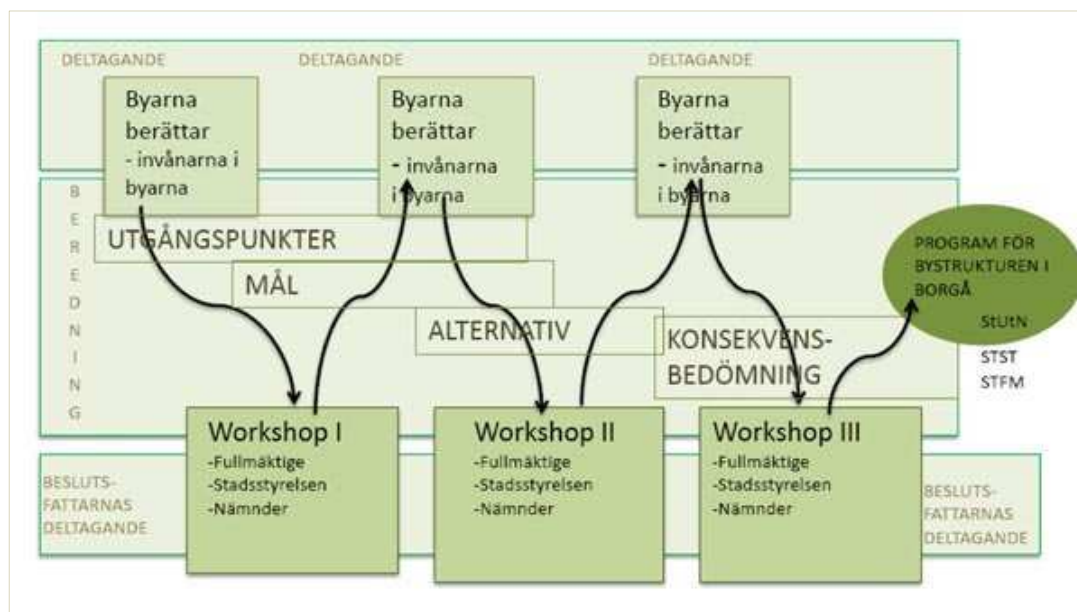 DELTAGANDE
DELTAGANDE
DELTAGANDE
Byarna
berättar
- invånarna i
byarna
Byarna
berättar
- invånarna
i byarna
Byarna
berättar
- invånarna
i byarna
BEREDNING
UTGÅNGSPUNKTER
MÅL
ALTERNATIV
KONSEKVENS-
BEDÖMNING
PROGRAM FÖR
BYSTRUKTUREN I
BORGÅ
StUtN
STST
STFM
Workshop I
-Fullmäktige
-Stadsstyrelsen
-Nämnder
Workshop II
-Fullmäktige
-Stadsstyrelsen
-Nämnder
Workshop III
-Fullmäktige
-Stadsstyrelsen
-Nämnder
BESLUTS-
FATTARNAS
DELTAGANDE
BESLUTS-
FATTARNAS
DELTAGANDE